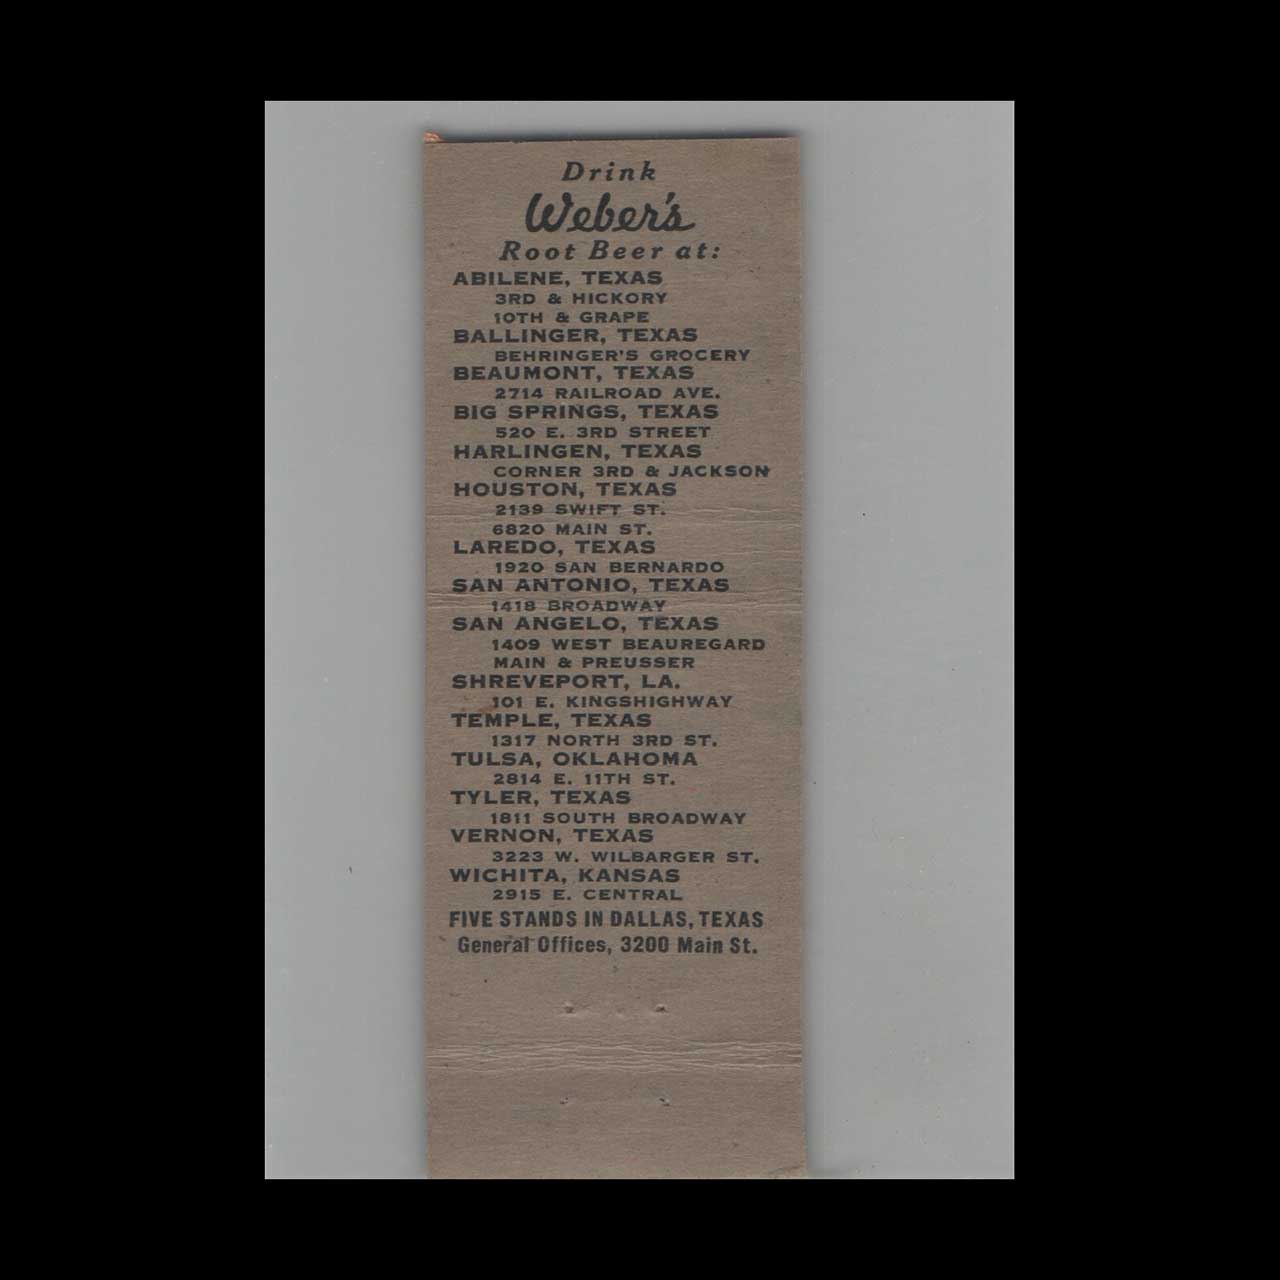 Drink
Weber's
Root Beer at:
ABILENE, TEXAS
3RD & HICKORY
10TH & GRAPE
BALLINGER, TEXAS
BEHRINGER'S GROCERY
BEAUMONT, TEXAS
2714 RAILROAD AVE.
BIG SPRINGS, TEXAS
520 E. 3RD STREET
HARLINGEN, TEXAS
CORNER 3RD & JACKSON
HOUSTON, TEXAS
2139 SWIFT ST.
6820 MAIN ST.
LAREDO, TEXAS
1920 SAN BERNARDO
SAN ANTONIO, TEXAS
1418 BROADWAY
SAN ANGELO, TEXAS
1409 WEST BEAUREGARD
MAIN & PREUSSER
SHREVEPORT, LA.
101 E. KINGSHIGHWAY
TEMPLE, TEXAS
1317 NORTH 3RD ST.
TULSA, OKLAHOMA
2814 E. 11TH ST.
TYLER, TEXAS
1811 SOUTH BROADWAY
VERNON, TEXAS
3223 W. WILBARGER ST.
WICHITA, KANSAS
2915 E. CENTRAL
FIVE STANDS IN DALLAS, TEXAS
General Offices, 3200 Main St.